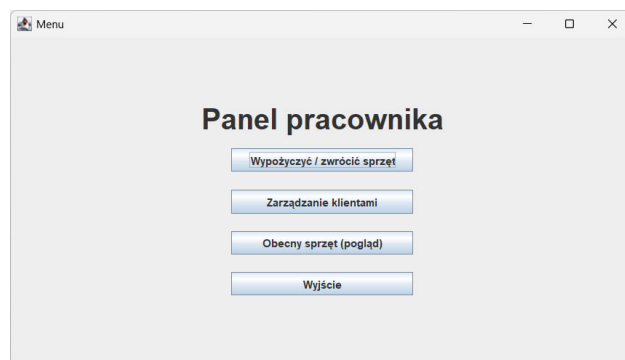 Menu
Panel pracownika
Wypożyczyć / zwrócić sprzęt
Zarządzanie klientami
Obecny sprzęt (pogląd)
Wyjście